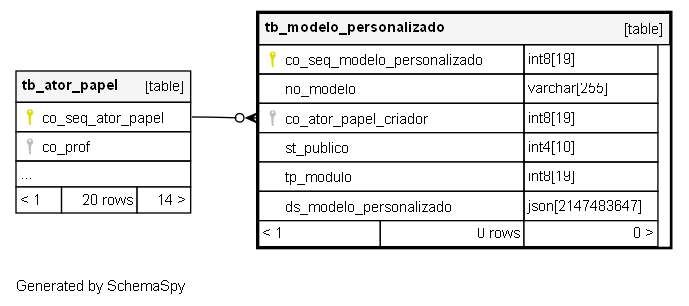 tb_modelo_personalizado [table]
co_seq_modelo_personalizado int8[19]
no_modelo varchar[255]
co_ator_papel_criador int8[19]
st_publico int4[10]
tp_modulo int8[19]
ds_modelo_personalizado json[2147483647]
< 1 0 rows 0 >
tb_ator_papel [table]
co_seq_ator_papel
co_prof
...
< 1 20 rows 14 >
Generated by SchemaSpy